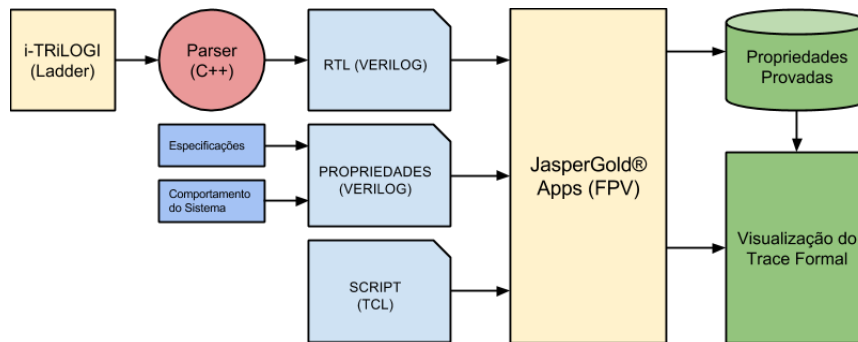 i-TRiLOGI
(Ladder)
Parser
(C++)
RTL (VERILOG)
Especificações
Comportamento
do Sistema
PROPRIEDADES
(VERILOG)
SCRIPT
(TCL)
JasperGold®
Apps (FPV)
Propriedades
Provadas
Visualização do
Trace Formal